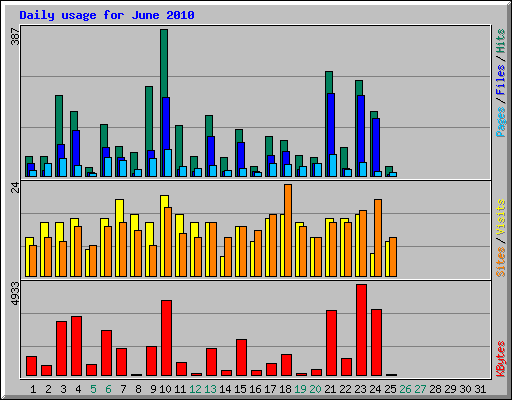 Daily usage for June 2010
387
Pages / Files / Hits
24
Sites / Visits
4933
KBytes
1 2 3 4 5 6 7 8 9 10 11 12 13 14 15 16 17 18 19 20 21 22 23 24 25 26 27 28 29 30 31